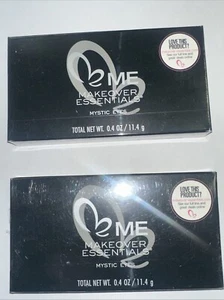 ME
MAKEOVER
ESSENTIALS
MYSTIC EYES
TOTAL NET WT. 0.4 OZ / 11.4 g
LOVE THIS
PRODUCT?
ME
MAKEOVER
ESSENTIALS
MYSTIC EYES
TOTAL NET WT. 0.4 OZ / 11.4 g
LOVE THIS
PRODUCT?